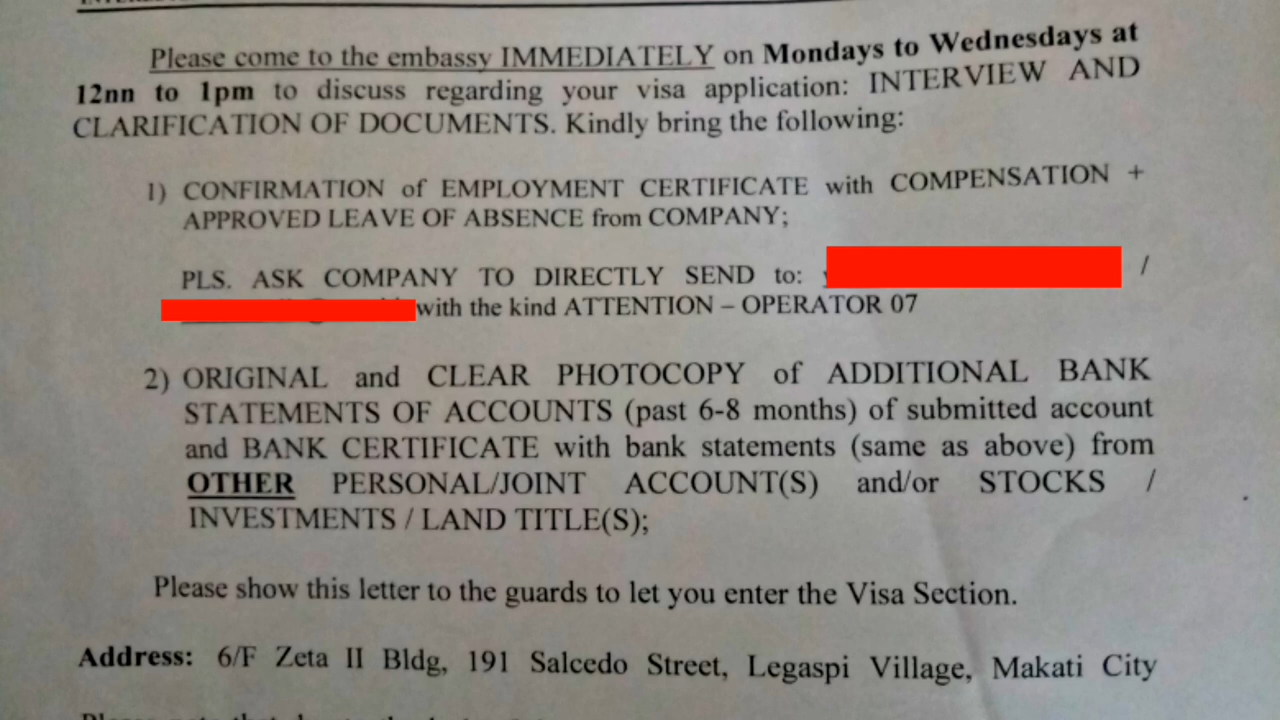 Please come to the embassy IMMEDIATELY on Mondays to Wednesdays at
12nn to 1pm to discuss regarding your visa application: INTERVIEW AND
CLARIFICATION OF DOCUMENTS. Kindly bring the following:
1) CONFIRMATION of EMPLOYMENT CERTIFICATE with COMPENSATION +
APPROVED LEAVE OF ABSENCE from COMPANY;
PLS. ASK COMPANY TO DIRECTLY SEND to: /
with the kind ATTENTION – OPERATOR 07
2) ORIGINAL and CLEAR PHOTOCOPY of ADDITIONAL BANK
STATEMENTS OF ACCOUNTS (past 6-8 months) of submitted account
and BANK CERTIFICATE with bank statements (same as above) from
OTHER PERSONAL/JOINT ACCOUNT(S) and/or STOCKS /
INVESTMENTS / LAND TITLE(S);
Please show this letter to the guards to let you enter the Visa Section.
Address: 6/F Zeta II Bldg, 191 Salcedo Street, Legaspi Village, Makati City